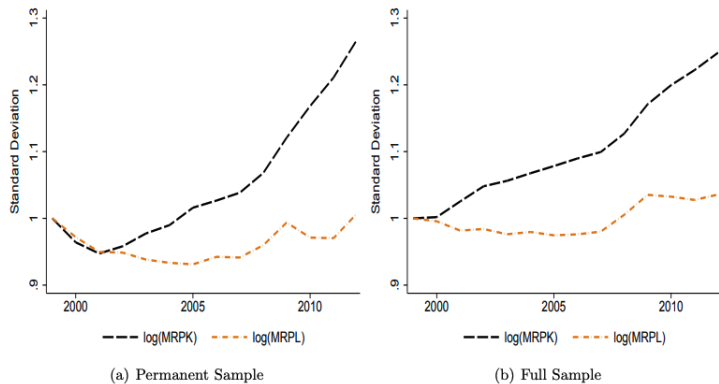 Standard Deviation
1.3
1.2
1.1
1
.9
2000 2005 2010
log(MRPK) log(MRPL)
(a) Permanent Sample
Standard Deviation
1.3
1.2
1.1
1
.9
2000 2005 2010
log(MRPK) log(MRPL)
(b) Full Sample